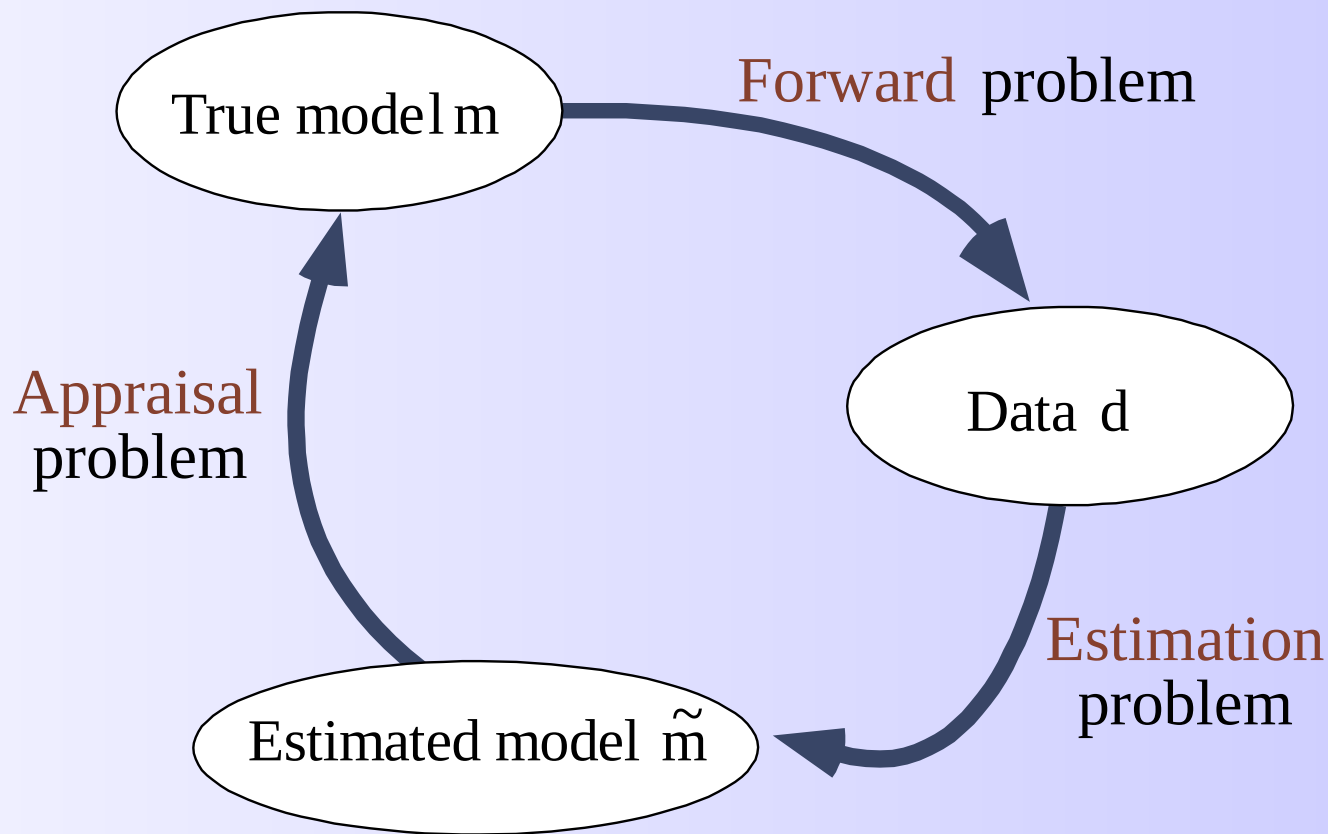 Forward problem
True model m
Appraisal
problem
Data d
Estimation
problem
Estimated model m̃